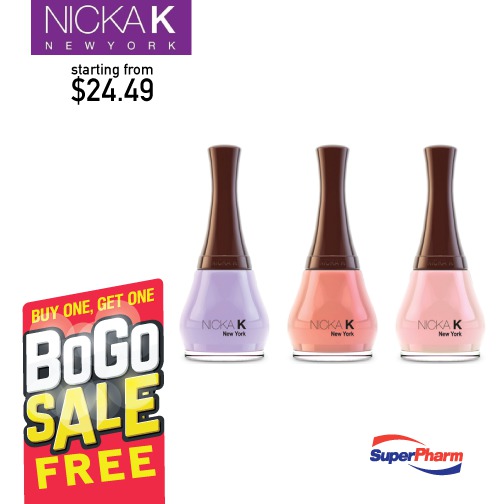 NICKA K
NEW YORK
starting from
$24.49
NICKA K
New York
NICKA K
New York
NICKA K
New York
BUY ONE, GET ONE
BoGo
SALE
FREE
SuperPharm